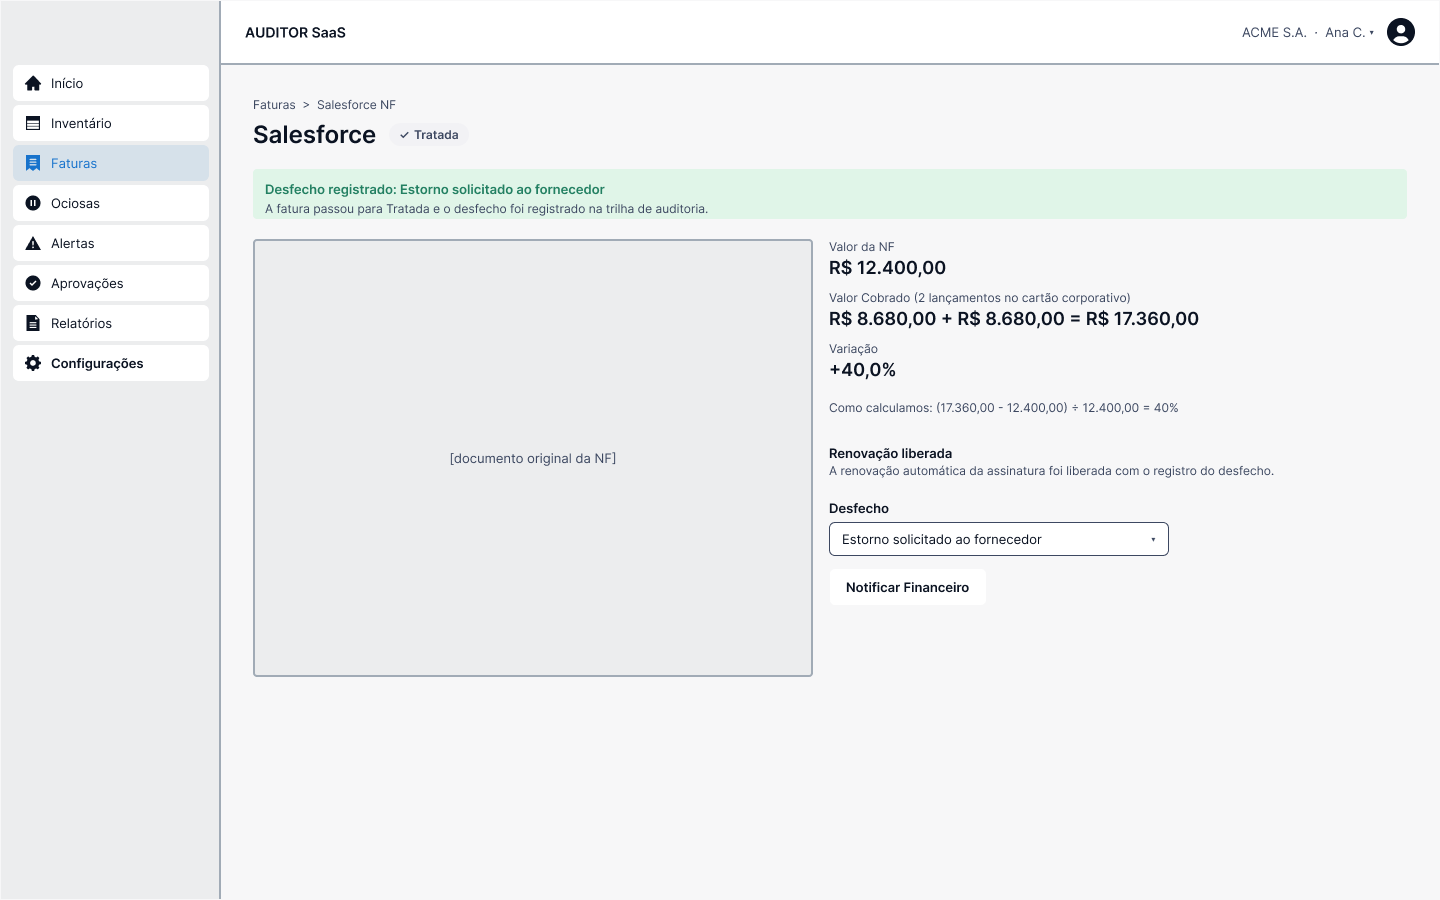 AUDITOR SaaS
ACME S.A. · Ana C. ▾
Início
Inventário
Faturas
Ociosas
Alertas
Aprovações
Relatórios
Configurações
Faturas > Salesforce NF
Salesforce
✓ Tratada
Desfecho registrado: Estorno solicitado ao fornecedor
A fatura passou para Tratada e o desfecho foi registrado na trilha de auditoria.
[documento original da NF]
Valor da NF
R$ 12.400,00
Valor Cobrado (2 lançamentos no cartão corporativo)
R$ 8.680,00 + R$ 8.680,00 = R$ 17.360,00
Variação
+40,0%
Como calculamos: (17.360,00 - 12.400,00) ÷ 12.400,00 = 40%
Renovação liberada
A renovação automática da assinatura foi liberada com o registro do desfecho.
Desfecho
Estorno solicitado ao fornecedor ▾
Notificar Financeiro